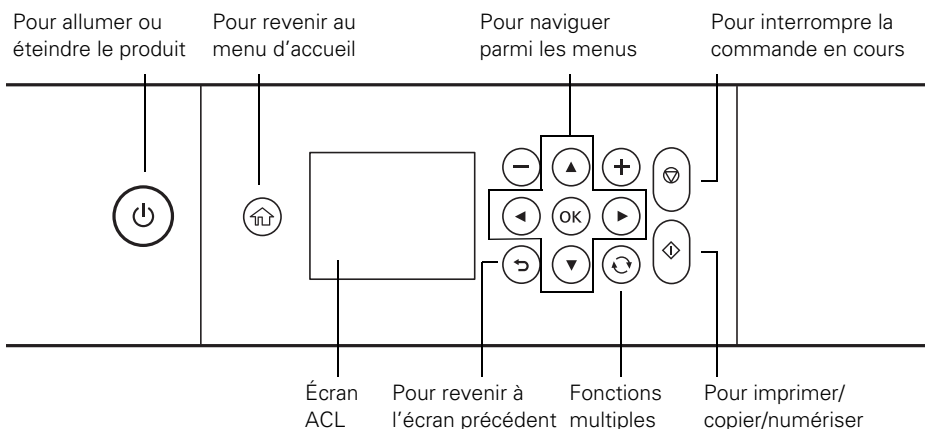 Pour allumer ou
éteindre le produit
Pour revenir au
menu d’accueil
Pour naviguer
parmi les menus
Pour interrompre la
commande en cours
OK
Écran
ACL
Pour revenir à
l’écran précédent
Fonctions
multiples
Pour imprimer/
copier/numériser